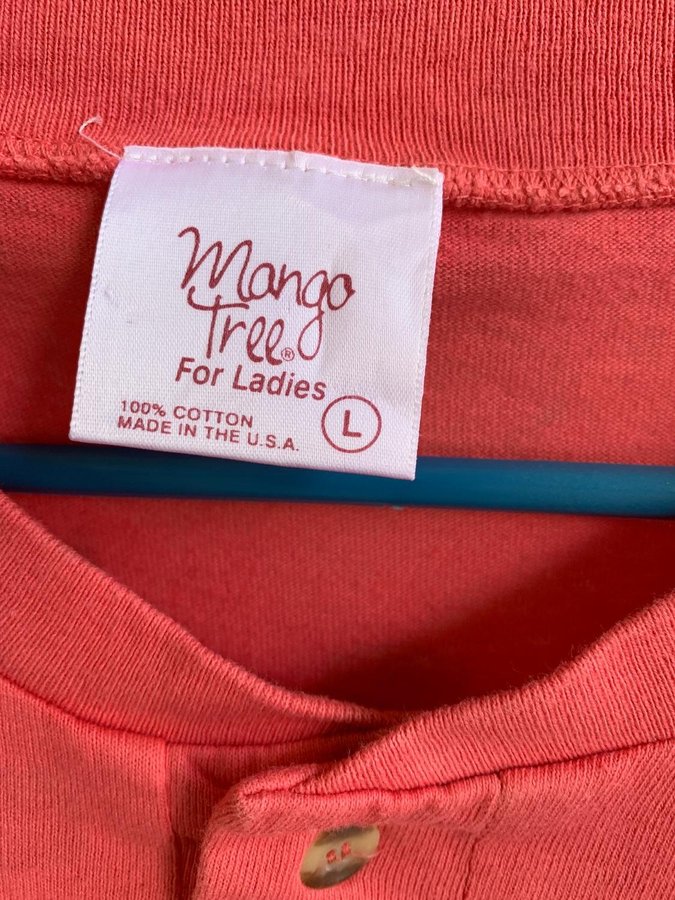 Mango
Tree®
For Ladies
100% COTTON
MADE IN THE U.S.A.
L